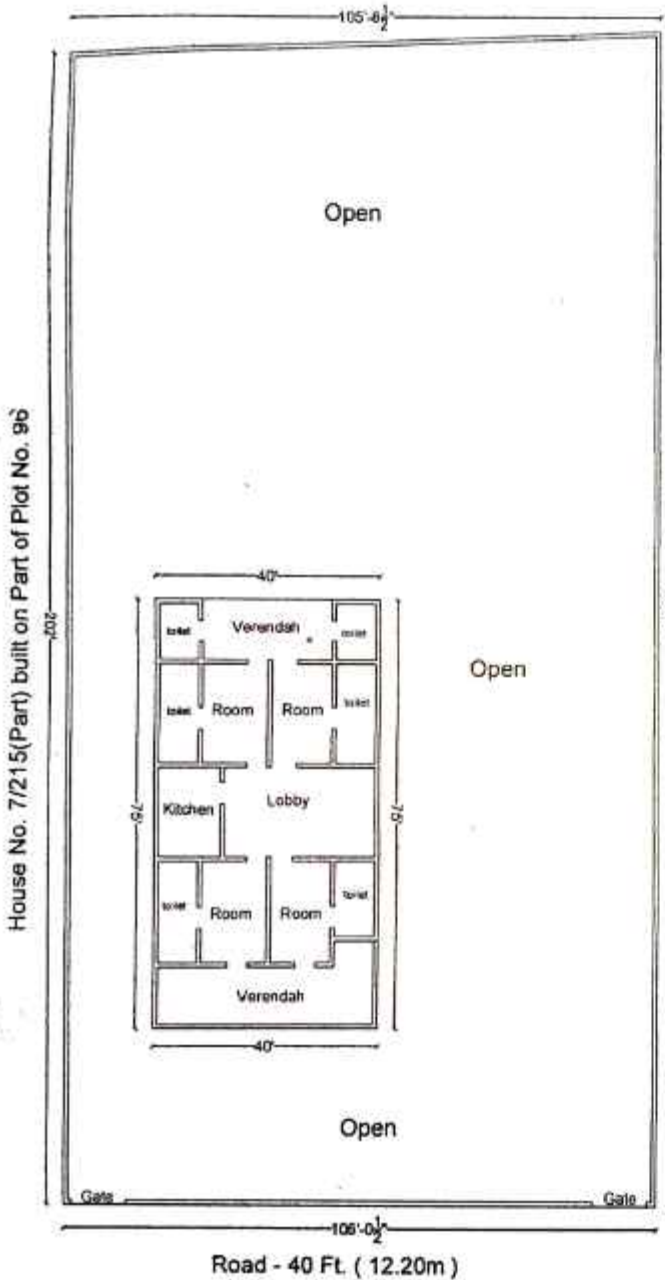 105'-6½"
Open
House No. 7/215(Part) built on Part of Plot No. 96
202'
40'
toilet Verendah toilet
Open
toilet Room Room toilet
75' 75'
Kitchen Lobby
toilet Room Room toilet
Verendah
40'
Open
Gate Gate
106'-0½"
Road - 40 Ft. ( 12.20m )